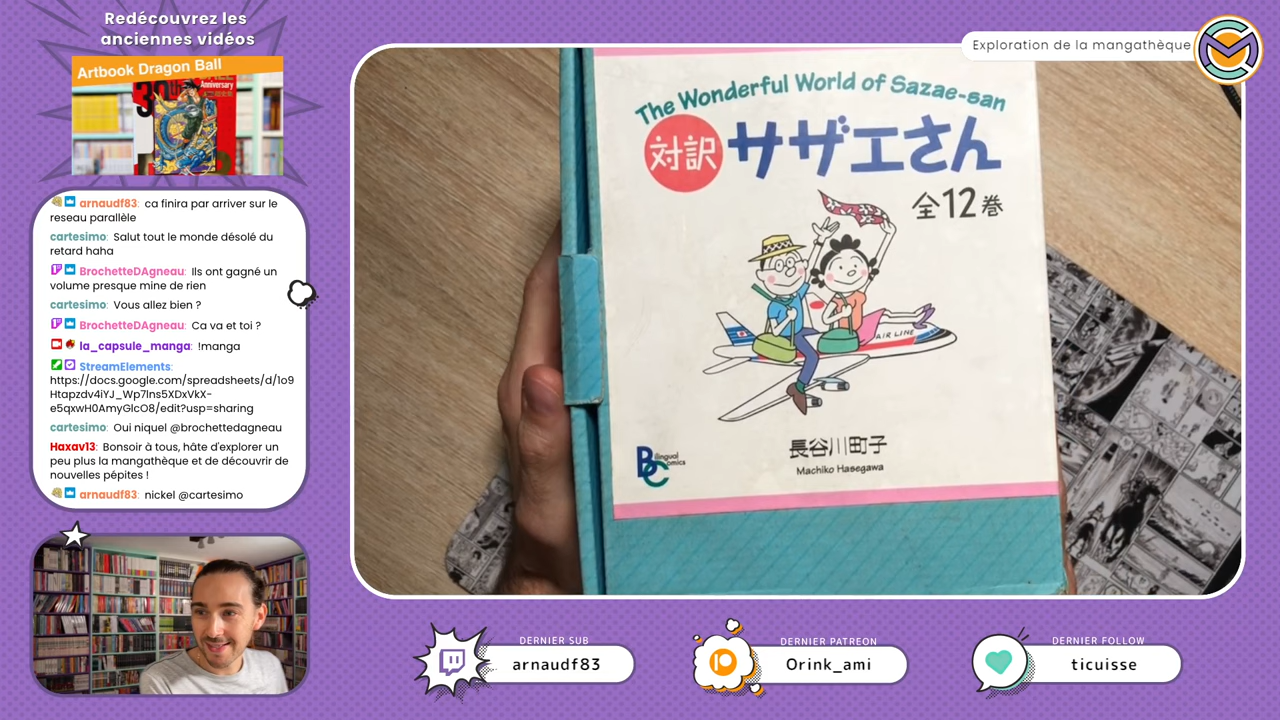 Redécouvrez les
anciennes vidéos
Artbook Dragon Ball
30th
Anniversary
arnaudf83: ca finira par arriver sur le
reseau parallèle
cartesimo: Salut tout le monde désolé du
retard haha
BrochetteDAgneau: Ils ont gagné un
volume presque mine de rien
cartesimo: Vous allez bien ?
BrochetteDAgneau: Ca va et toi ?
la_capsule_manga: !manga
StreamElements:
https://docs.google.com/spreadsheets/d/1o9
Htapzdv4iYJ_Wp7lns5XDxVkX-
e5qxwH0AmyGlcO8/edit?usp=sharing
cartesimo: Oui niquel @brochettedagneau
Haxav13: Bonsoir à tous, hâte d'explorer un
peu plus la mangathèque et de découvrir de
nouvelles pépites !
arnaudf83: nickel @cartesimo
Exploration de la mangathèque
The Wonderful World of Sazae-san
対訳 サザエさん
全12巻
AIR LINE
長谷川町子
Machiko Hasegawa
Bilingual
Comics
DERNIER SUB
arnaudf83
DERNIER PATREON
Orink_ami
DERNIER FOLLOW
ticuisse